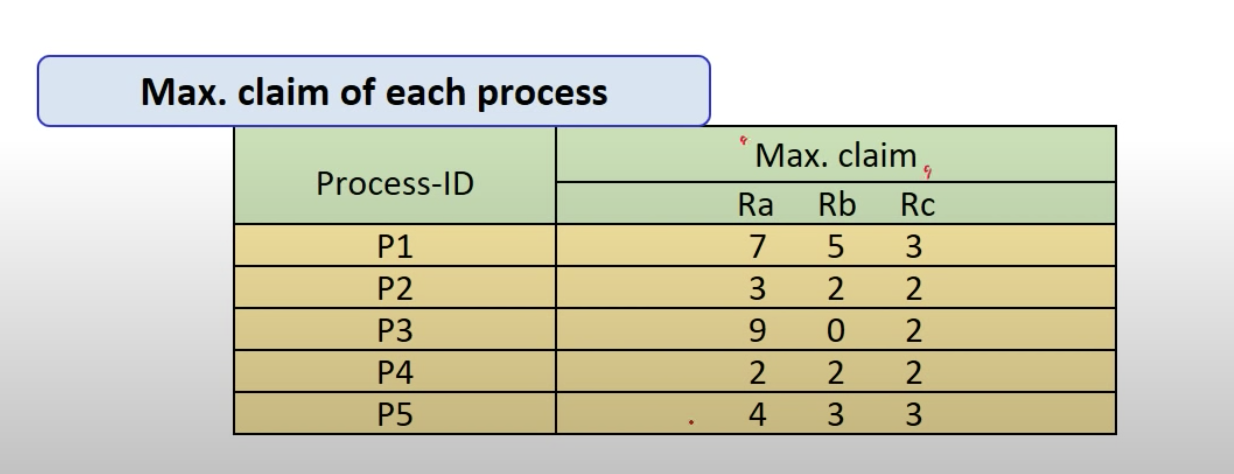 Max. claim of each process
Process-ID
Max. claim
Ra Rb Rc
P1 7 5 3
P2 3 2 2
P3 9 0 2
P4 2 2 2
P5 4 3 3